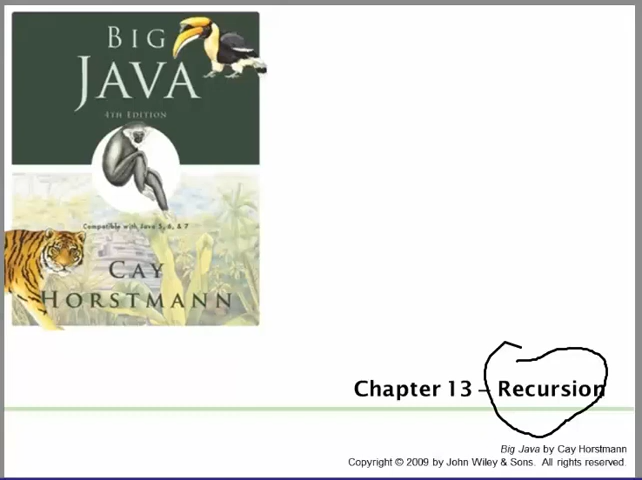 BIG
JAVA
4TH EDITION
Compatible with Java 5, 6, & 7
CAY
HORSTMANN
Chapter 13 – Recursion
Big Java by Cay Horstmann
Copyright © 2009 by John Wiley & Sons. All rights reserved.